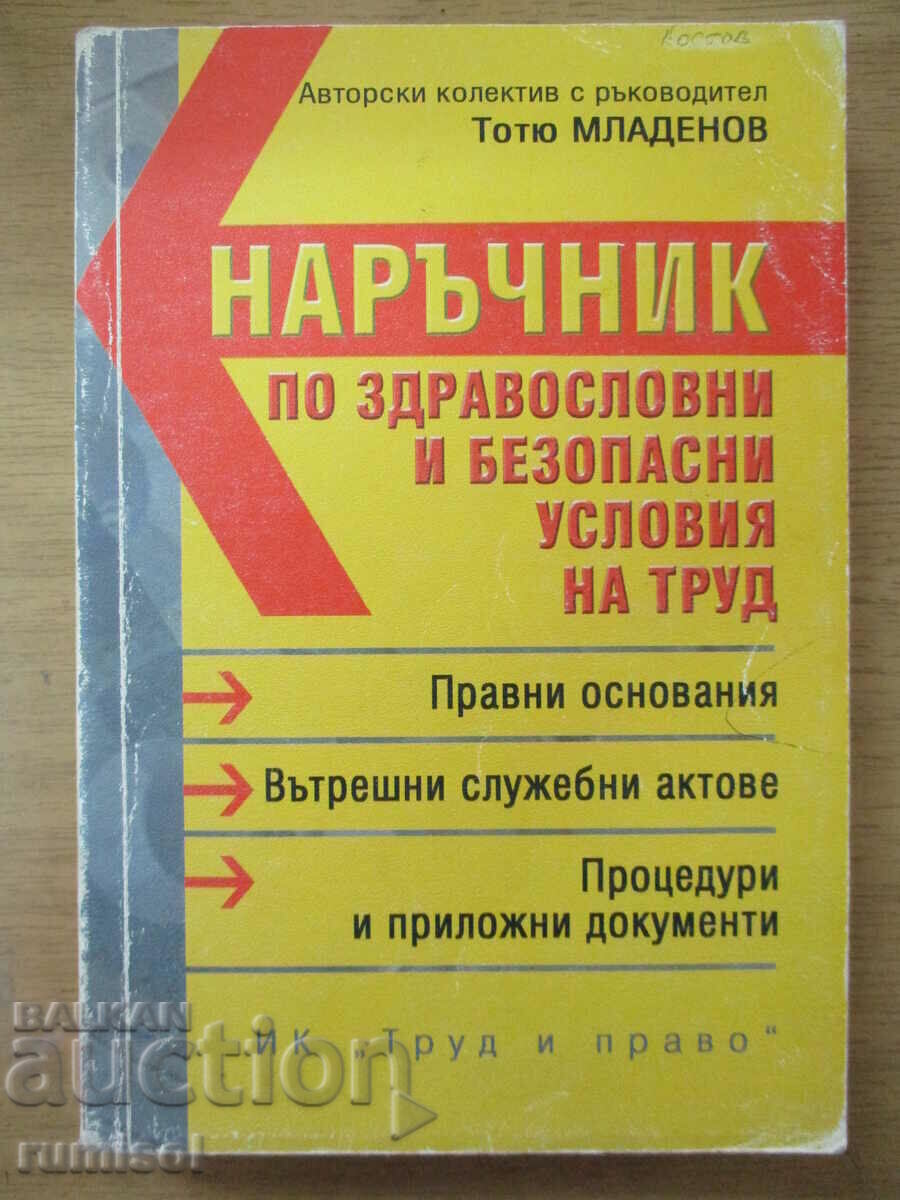 Костов
Авторски колектив с ръководител
Тотю МЛАДЕНОВ
НАРЪЧНИК
ПО ЗДРАВОСЛОВНИ
И БЕЗОПАСНИ
УСЛОВИЯ
НА ТРУД
Правни основания
Вътрешни служебни актове
Процедури
и приложни документи
ИК „Труд и право“
BALKAN
auction
rumisol